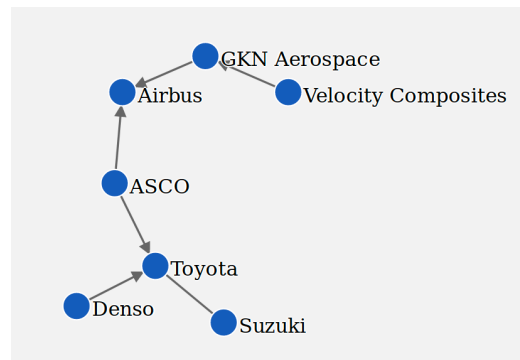 GKN Aerospace
Airbus
Velocity Composites
ASCO
Toyota
Denso
Suzuki